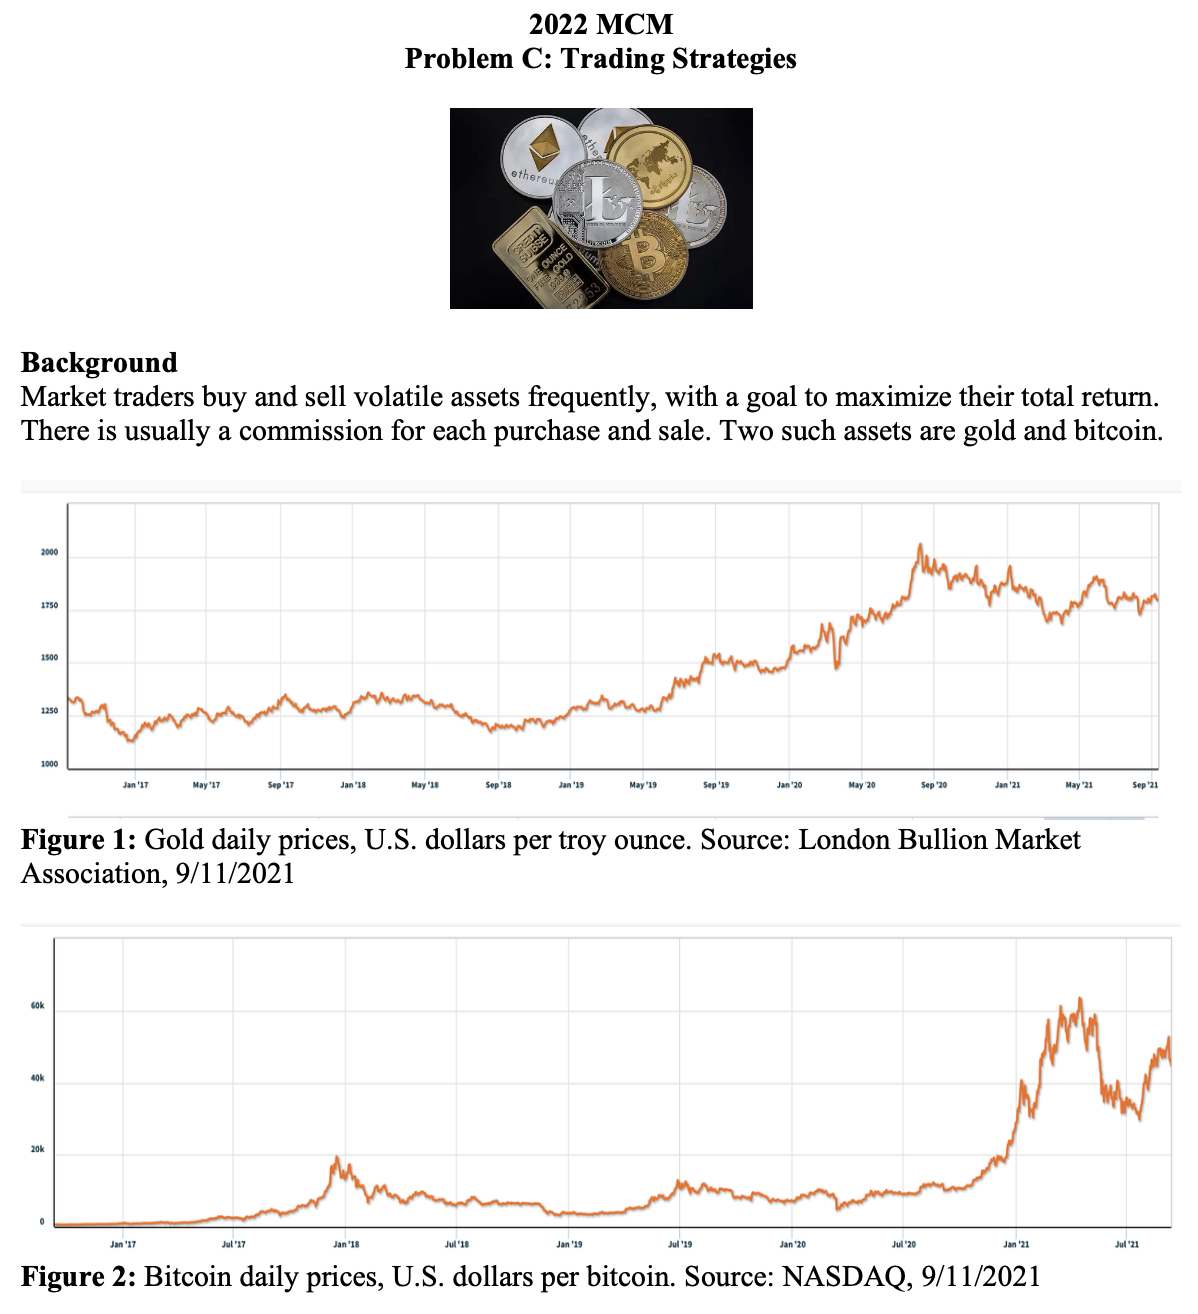 2022 MCM
Problem C: Trading Strategies
ethereum
ethe
ripple
LITECOIN
OUNCE
FINE GOLD
Background
Market traders buy and sell volatile assets frequently, with a goal to maximize their total return.
There is usually a commission for each purchase and sale. Two such assets are gold and bitcoin.
2000
1750
1500
1250
1000
Jan '17 May '17 Sep '17 Jan '18 May '18 Sep '18 Jan '19 May '19 Sep '19 Jan '20 May '20 Sep '20 Jan '21 May '21 Sep '21
Figure 1: Gold daily prices, U.S. dollars per troy ounce. Source: London Bullion Market
Association, 9/11/2021
60k
40k
20k
0
Jan '17 Jul '17 Jan '18 Jul '18 Jan '19 Jul '19 Jan '20 Jul '20 Jan '21 Jul '21
Figure 2: Bitcoin daily prices, U.S. dollars per bitcoin. Source: NASDAQ, 9/11/2021